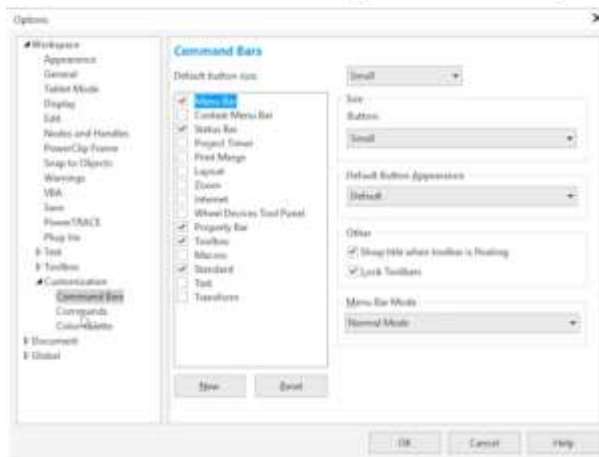 Options
Workspace
Appearance
General
Tablet Mode
Display
Edit
Nodes and Handles
PowerClip Frame
Snap to Objects
Warnings
VBA
Save
PowerTRACE
Plug-Ins
Text
Toolbox
Customization
Command Bars
Commands
Color Palette
Document
Global
Command Bars
Default button size: Small
Menu Bar
Context Menu Bar
Status Bar
Project Timer
Print Merge
Layout
Zoom
Internet
Wheel Devices Tool Panel
Property Bar
Toolbox
Macros
Standard
Text
Transform
New Reset
Size
Button:
Small
Default Button Appearance
Default
Other
Show title when toolbar is floating
Lock Toolbars
Menu Bar Mode
Normal Mode
OK Cancel Help